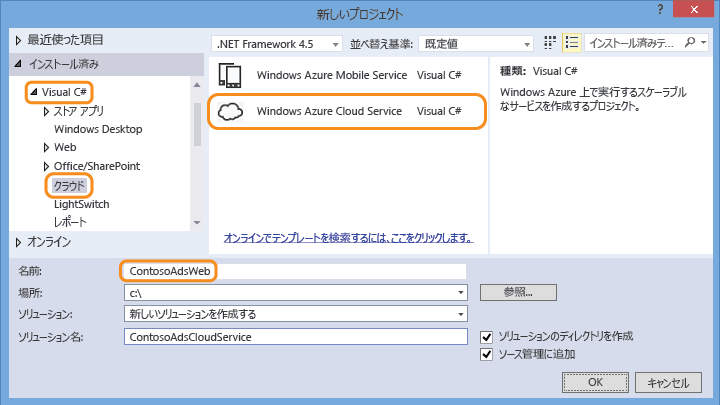 新しいプロジェクト
? ×
最近使った項目
インストール済み
Visual C#
ストア アプリ
Windows Desktop
Web
Office/SharePoint
クラウド
LightSwitch
レポート
オンライン
.NET Framework 4.5
並べ替え基準:
既定値
インストール済みテ...
Windows Azure Mobile Service Visual C#
Windows Azure Cloud Service Visual C#
オンラインでテンプレートを検索するには、ここをクリックします。
種類: Visual C#
Windows Azure 上で実行するスケーラブル
なサービスを作成するプロジェクト。
名前: ContosoAdsWeb
場所: c:\
参照...
ソリューション: 新しいソリューションを作成する
ソリューション名: ContosoAdsCloudService
ソリューションのディレクトリを作成
ソース管理に追加
OK
キャンセル